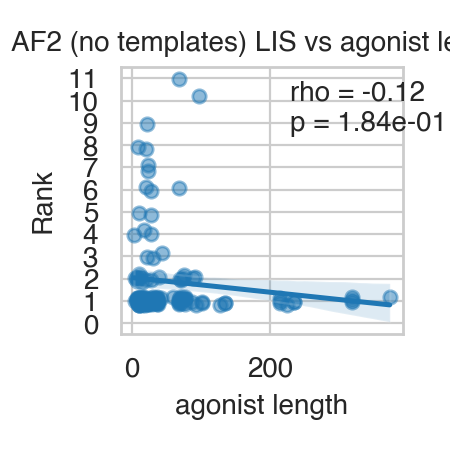 AF2 (no templates) LIS vs agonist le
rho = -0.12
p = 1.84e-01
Rank
11
10
9
8
7
6
5
4
3
2
1
0
0 200
agonist length